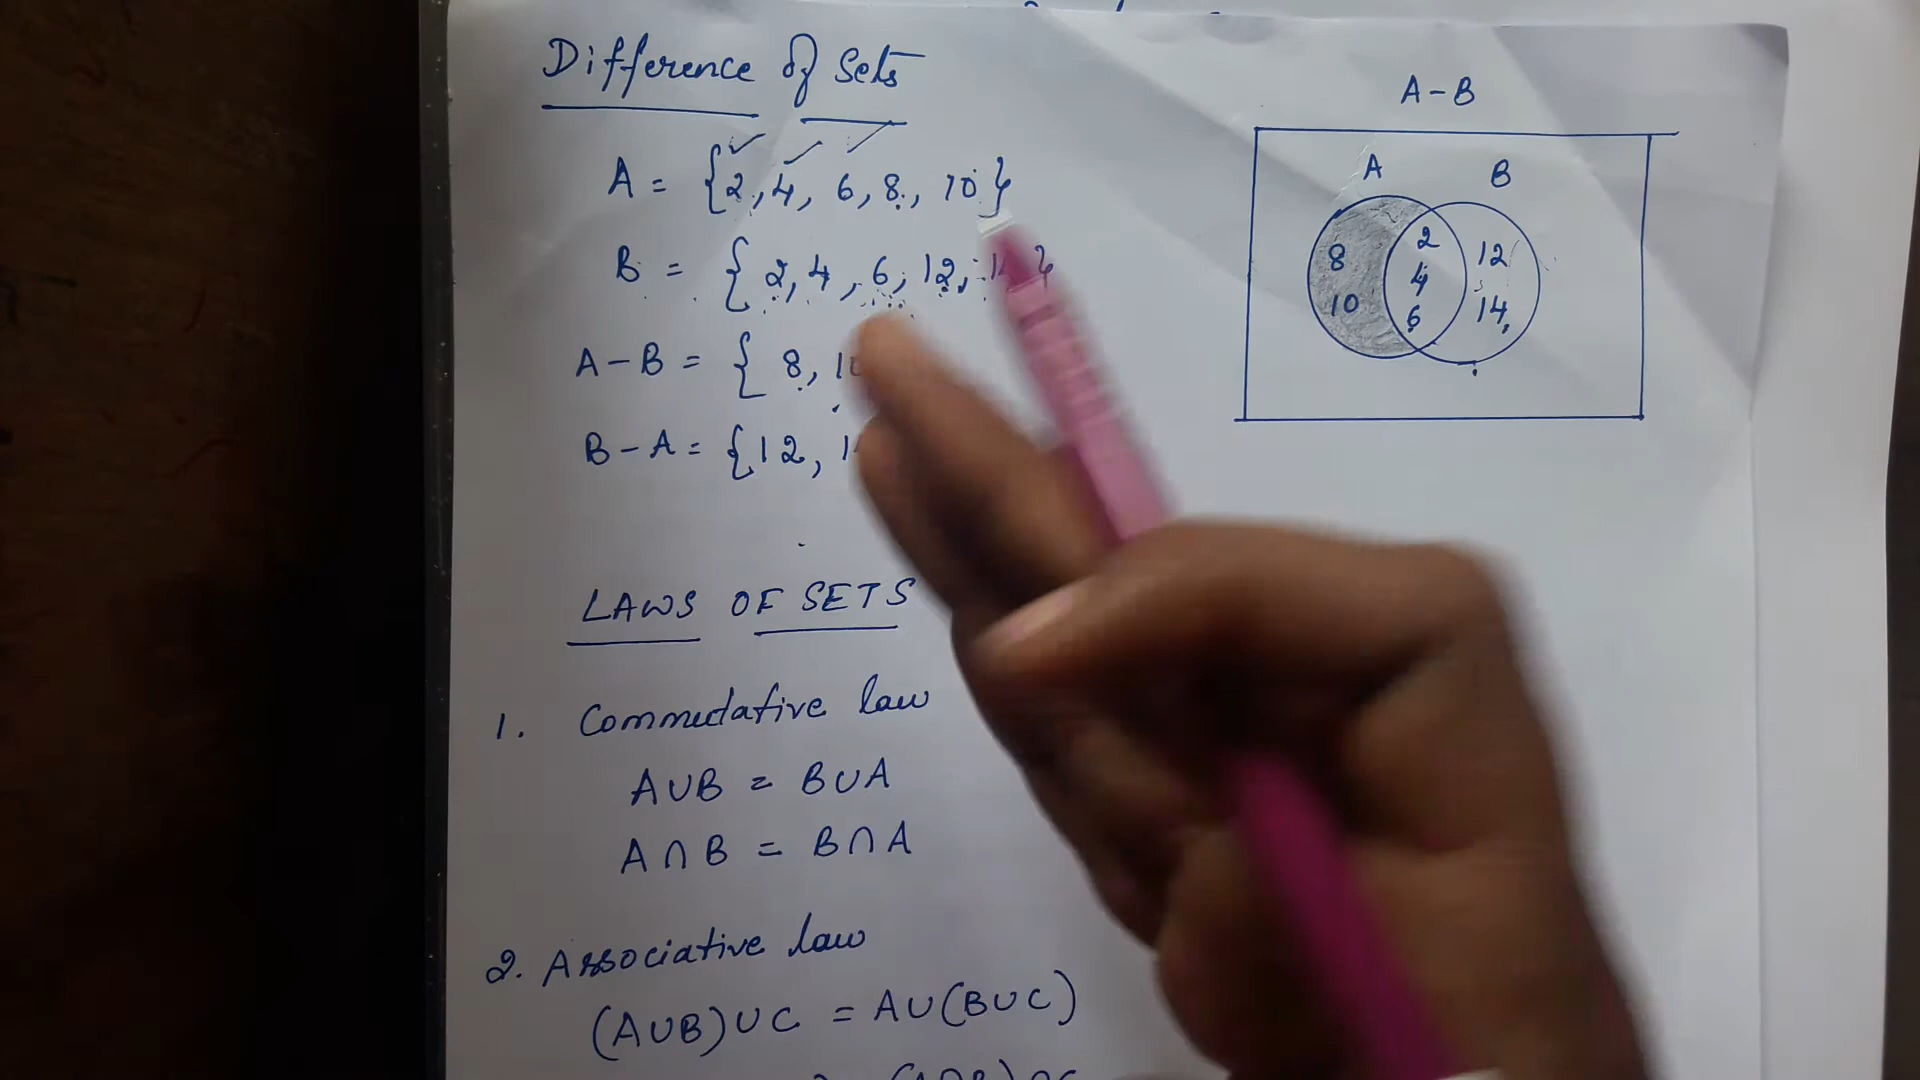 Difference of Sets
A = {2, 4, 6, 8, 10}
B = {2, 4, 6, 12,
A - B = { 8, 10
B - A = {12,
LAWS OF SETS
1. Commutative law
A∪B = B∪A
A∩B = B∩A
2. Associative law
(A∪B)∪C = A∪(B∪C)
A-B
A B
8 2 12
4
10 6 14